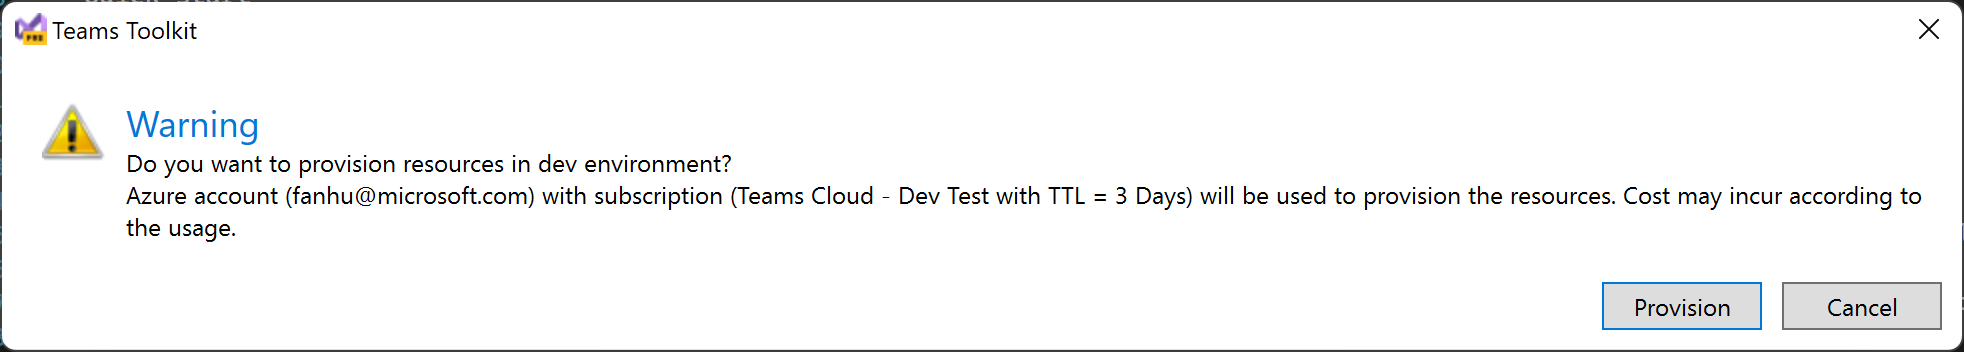 Teams Toolkit
Warning
Do you want to provision resources in dev environment?
Azure account (fanhu@microsoft.com) with subscription (Teams Cloud - Dev Test with TTL = 3 Days) will be used to provision the resources. Cost may incur according to
the usage.
Provision
Cancel